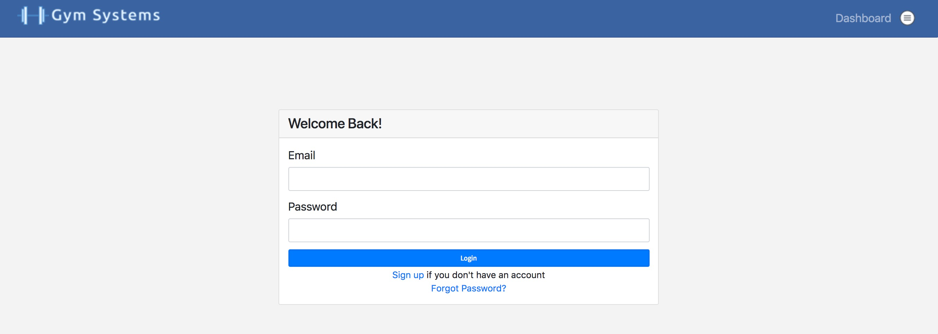 Gym Systems
Dashboard
Welcome Back!
Email
Password
Login
Sign up if you don't have an account
Forgot Password?